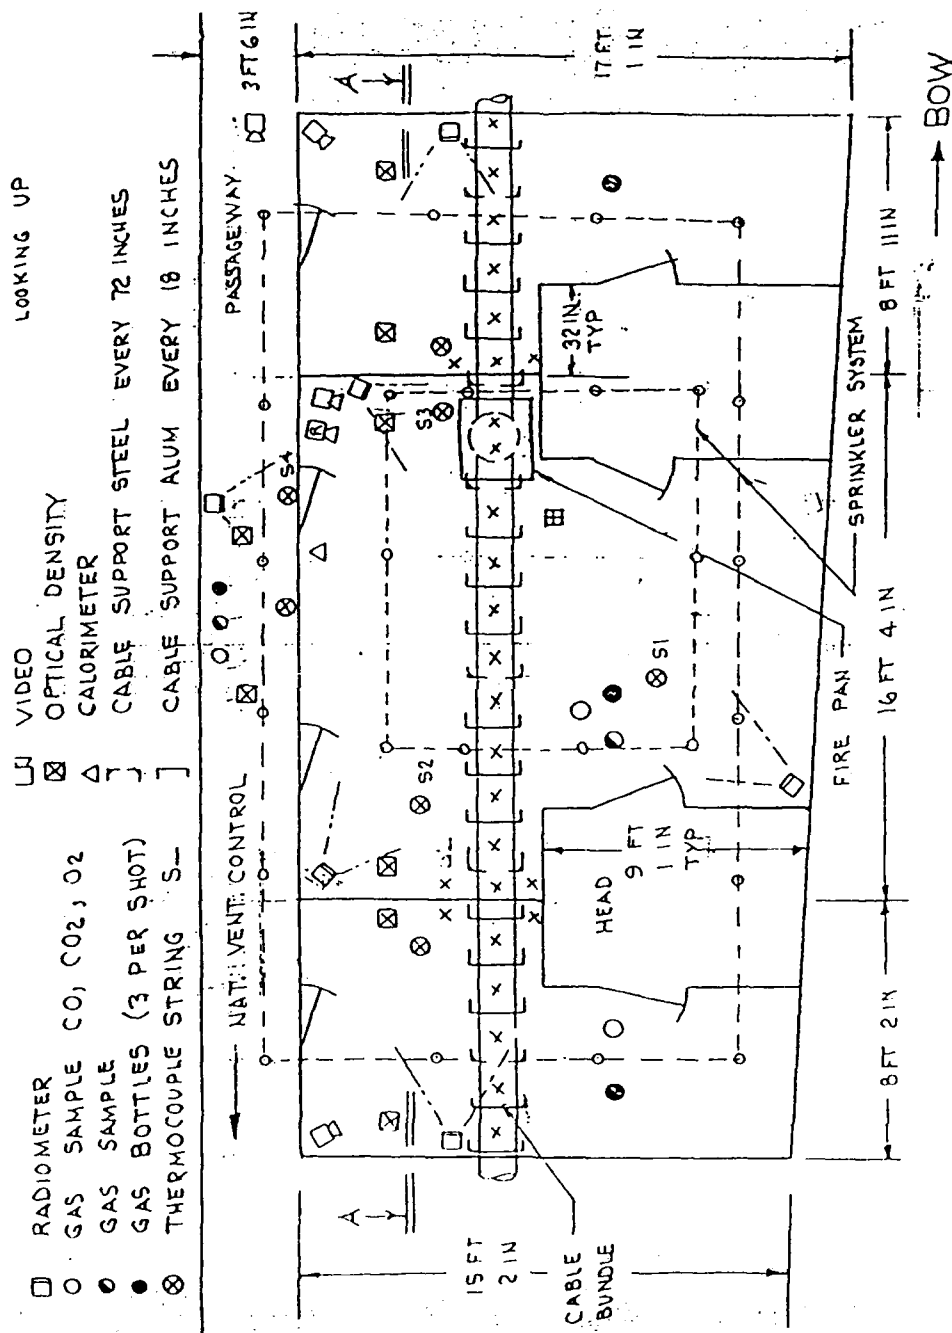 RADIOMETER
GAS SAMPLE CO, CO2, O2
GAS SAMPLE
GAS BOTTLES (3 PER SHOT)
THERMOCOUPLE STRING S_
VIDEO
OPTICAL DENSITY
CALORIMETER
CABLE SUPPORT STEEL EVERY 72 INCHES
CABLE SUPPORT ALUM EVERY 18 INCHES
LOOKING UP
NAT'L VENT CONTROL
PASSAGEWAY
3 FT 6 IN
A
A
S4
S3
S2
S1
R
32 IN
TYP
HEAD
9 FT
1 IN
TYP
15 FT
2 IN
17 FT
1 IN
CABLE
BUNDLE
FIRE PAN
SPRINKLER SYSTEM
8 FT 2 IN
16 FT 4 IN
8 FT 11 IN
BOW